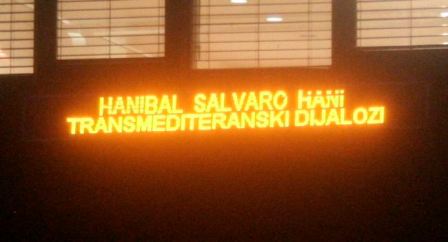 HANIBAL SALVARO HANI
TRANSMEDITERANSKI DIJALOZI